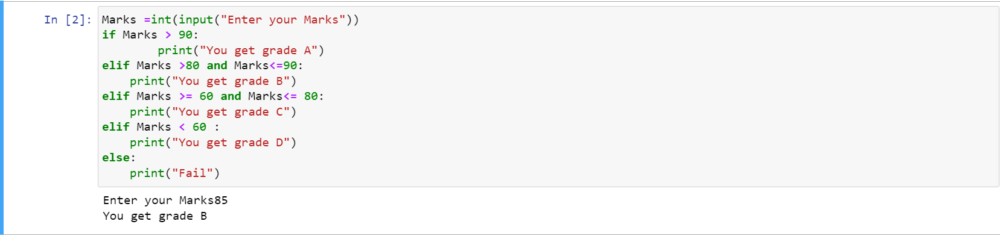 In [2]: Marks =int(input("Enter your Marks"))
if Marks > 90:
        print("You get grade A")
elif Marks >80 and Marks<=90:
    print("You get grade B")
elif Marks >= 60 and Marks<= 80:
    print("You get grade C")
elif Marks < 60 :
    print("You get grade D")
else:
    print("Fail")
Enter your Marks85
You get grade B